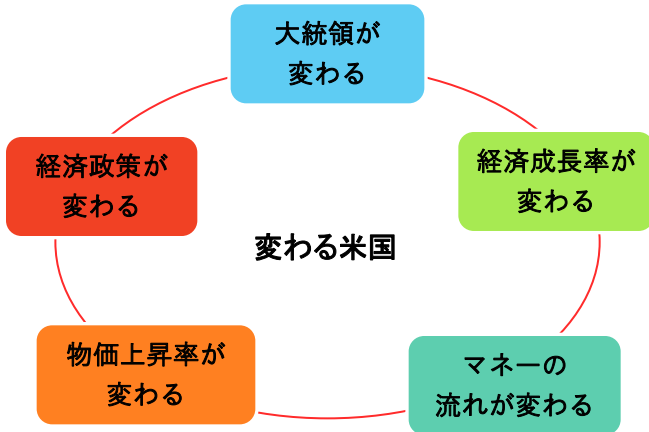 大統領が
変わる
経済政策が
変わる
経済成長率が
変わる
変わる米国
物価上昇率が
変わる
マネーの
流れが変わる